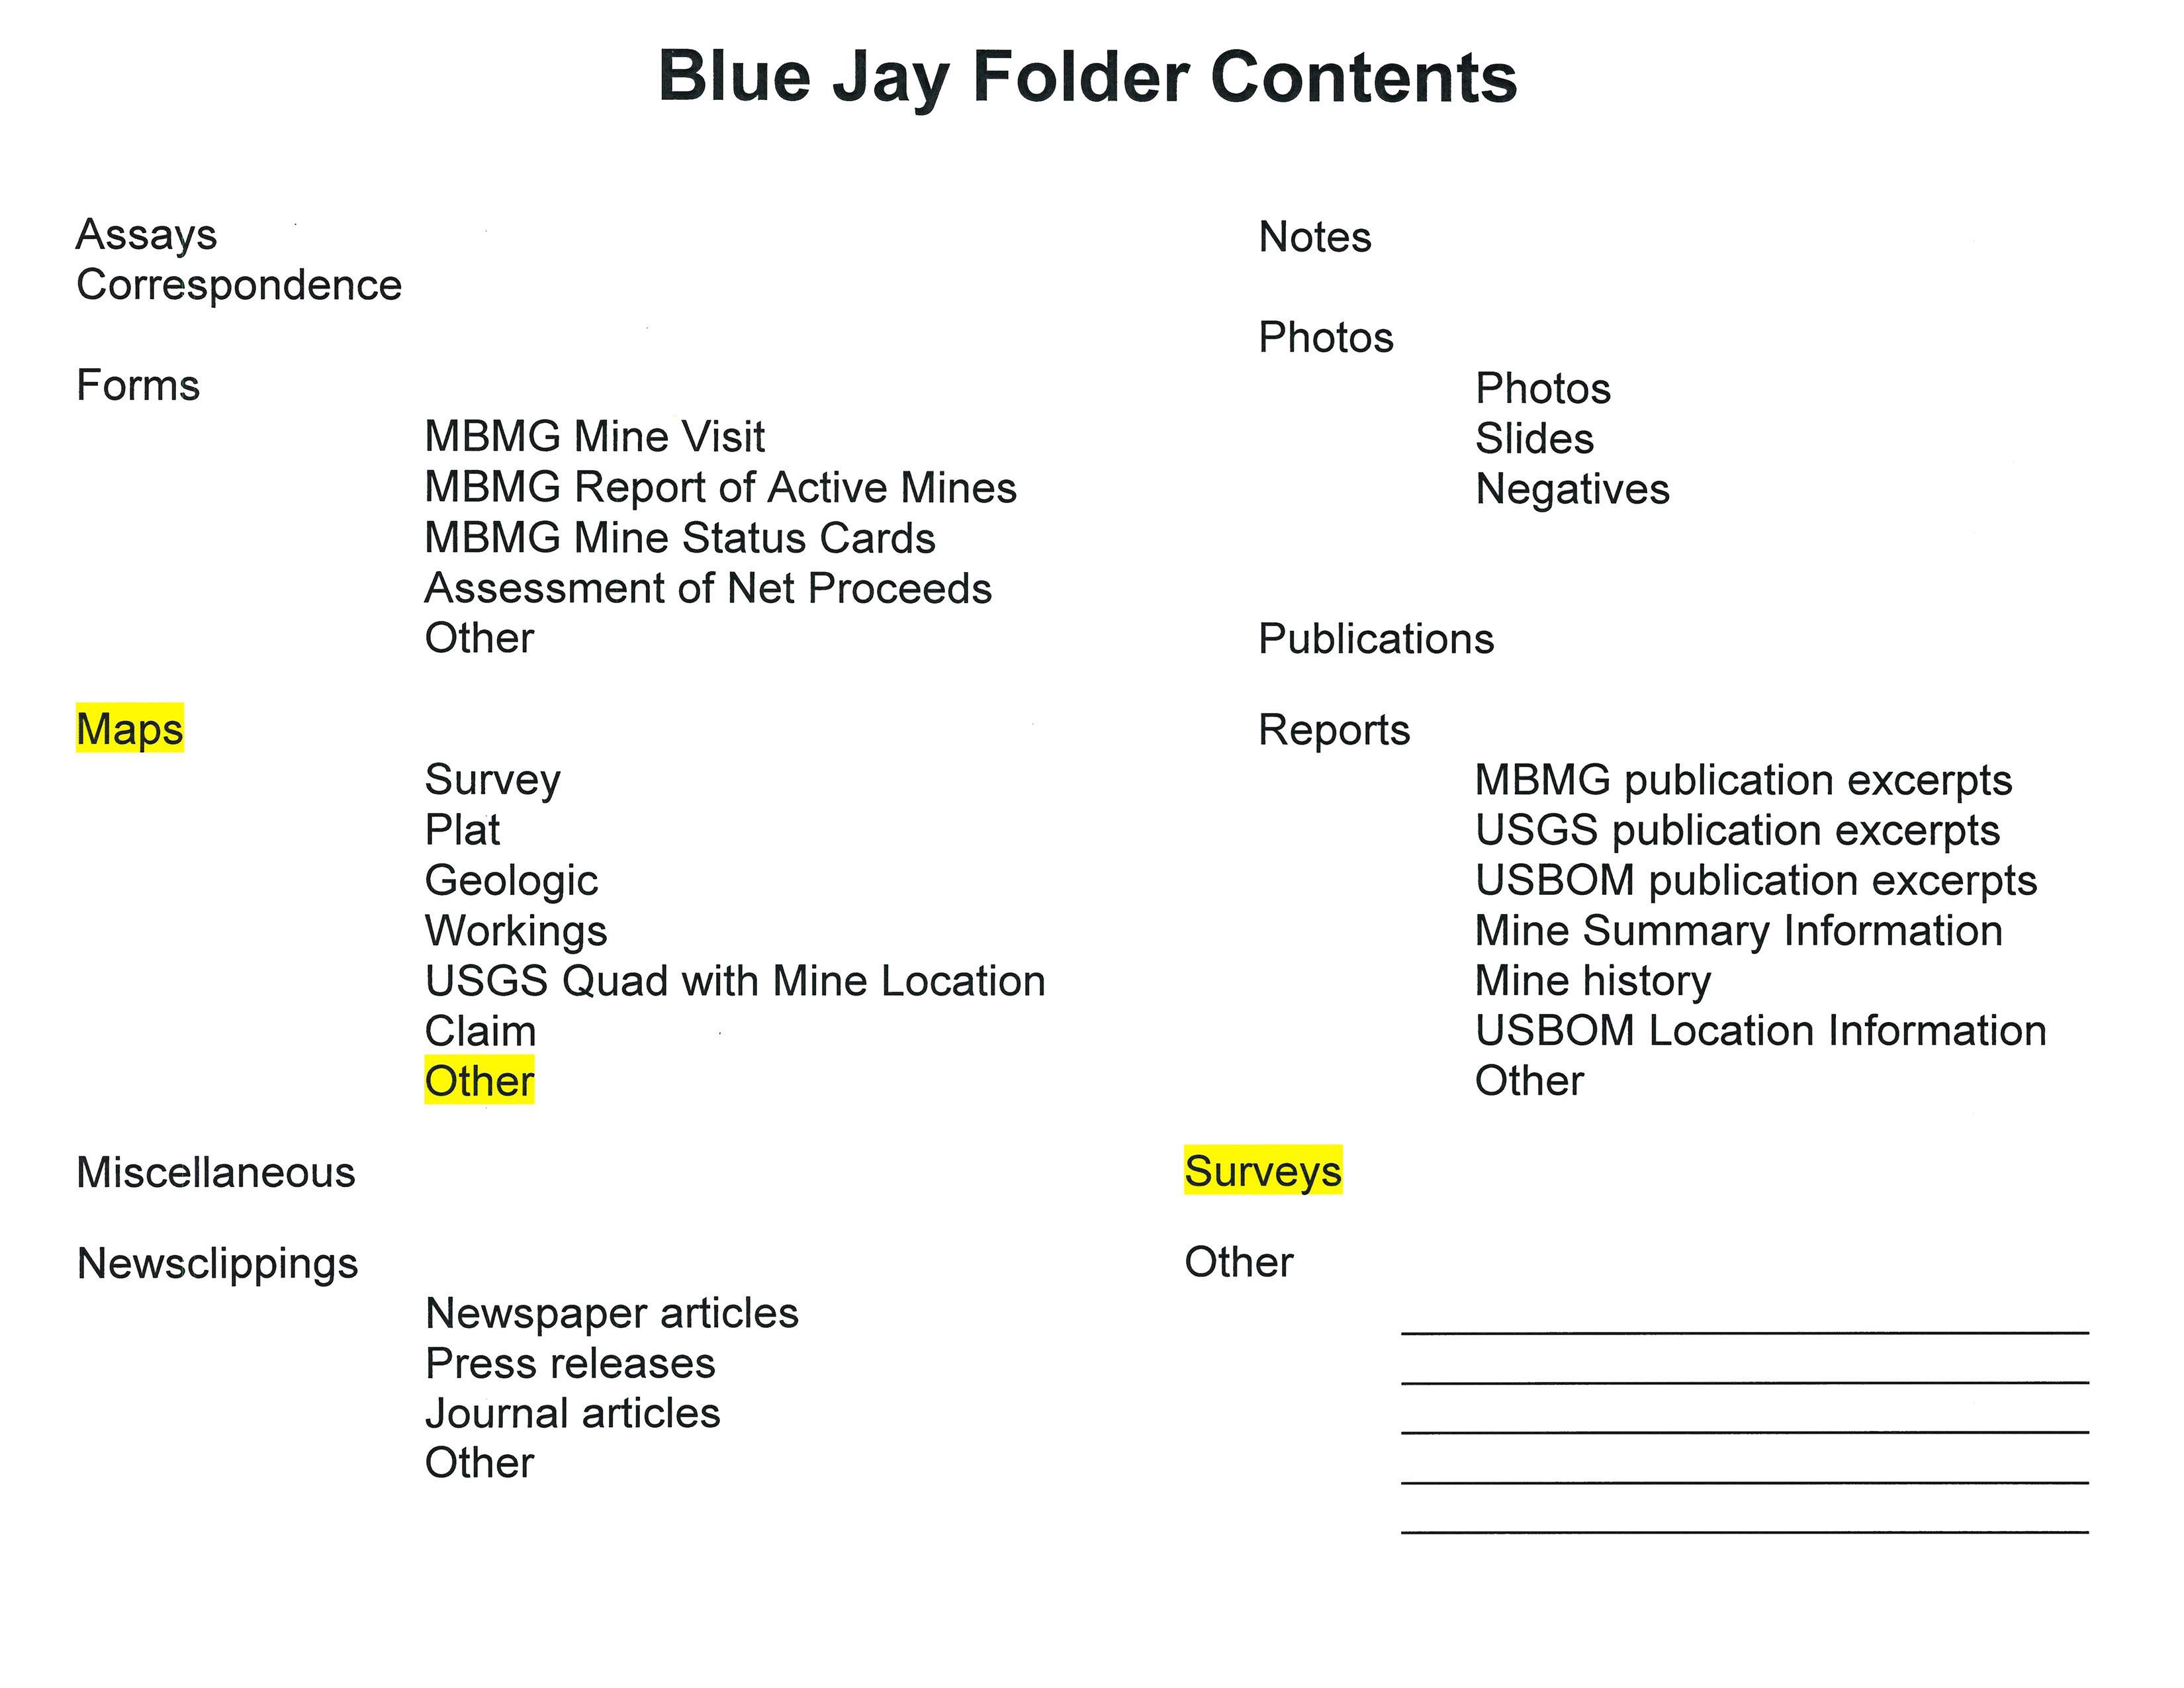 Blue Jay Folder Contents
Assays
Correspondence
Forms
MBMG Mine Visit
MBMG Report of Active Mines
MBMG Mine Status Cards
Assessment of Net Proceeds
Other
Maps
Survey
Plat
Geologic
Workings
USGS Quad with Mine Location
Claim
Other
Miscellaneous
Newsclippings
Newspaper articles
Press releases
Journal articles
Other
Notes
Photos
Photos
Slides
Negatives
Publications
Reports
MBMG publication excerpts
USGS publication excerpts
USBOM publication excerpts
Mine Summary Information
Mine history
USBOM Location Information
Other
Surveys
Other